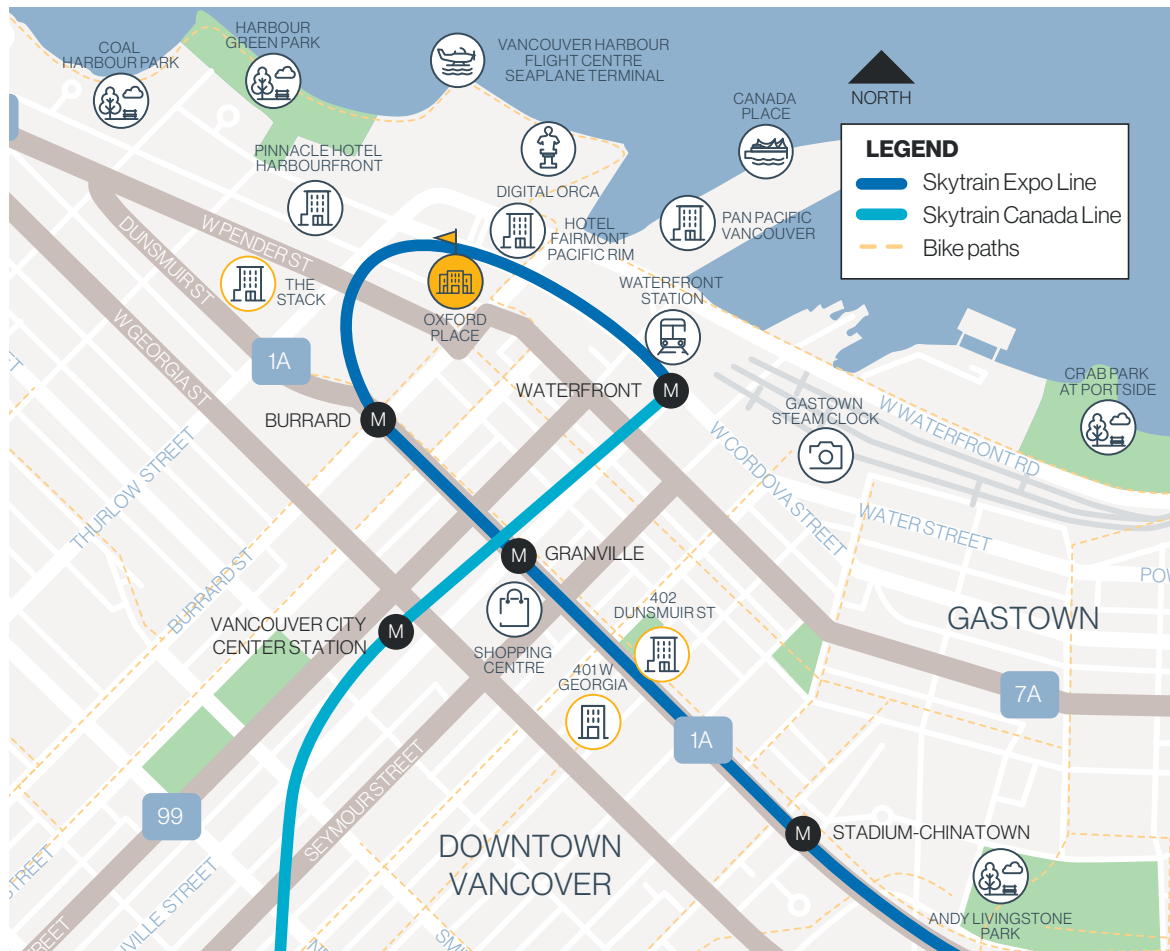 COAL
HARBOUR PARK
HARBOUR
GREEN PARK
VANCOUVER HARBOUR
FLIGHT CENTRE
SEAPLANE TERMINAL
NORTH
CANADA
PLACE
LEGEND
Skytrain Expo Line
Skytrain Canada Line
Bike paths
PINNACLE HOTEL
HARBOURFRONT
DIGITAL ORCA
HOTEL
FAIRMONT
PACIFIC RIM
PAN PACIFIC
VANCOUVER
W PENDER ST
DUNSMUIR ST
W GEORGIA ST
THE
STACK
OXFORD
PLACE
WATERFRONT
STATION
1A
BURRARD
M
WATERFRONT
M
CRAB PARK
AT PORTSIDE
GASTOWN
STEAM CLOCK
W WATERFRONT RD
W CORDOVA STREET
WATER STREET
THURLOW STREET
BURRARD ST
M
GRANVILLE
VANCOUVER CITY
CENTER STATION
M
SHOPPING
CENTRE
402
DUNSMUIR ST
401 W
GEORGIA
GASTOWN
7A
1A
99
SEYMOUR STREET
DOWNTOWN
VANCOVER
M
STADIUM-CHINATOWN
ANDY LIVINGSTONE
PARK
STREET
STREET